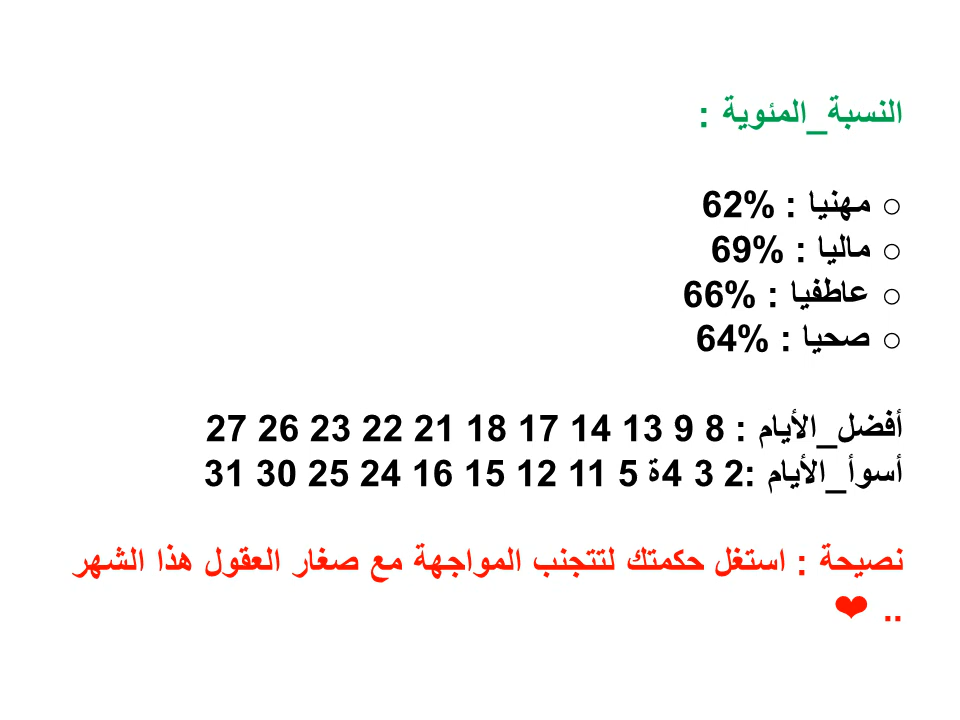 النسبة_المئوية :
○ مهنيا : 62%
○ ماليا : 69%
○ عاطفيا : 66%
○ صحيا : 64%
أفضل_الأيام : 8 9 13 14 17 18 21 22 23 26 27
أسوأ_الأيام :2 3 4ة 5 11 12 15 16 24 25 30 31
نصيحة : استغل حكمتك لتتجنب المواجهة مع صغار العقول هذا الشهر
.. ❤